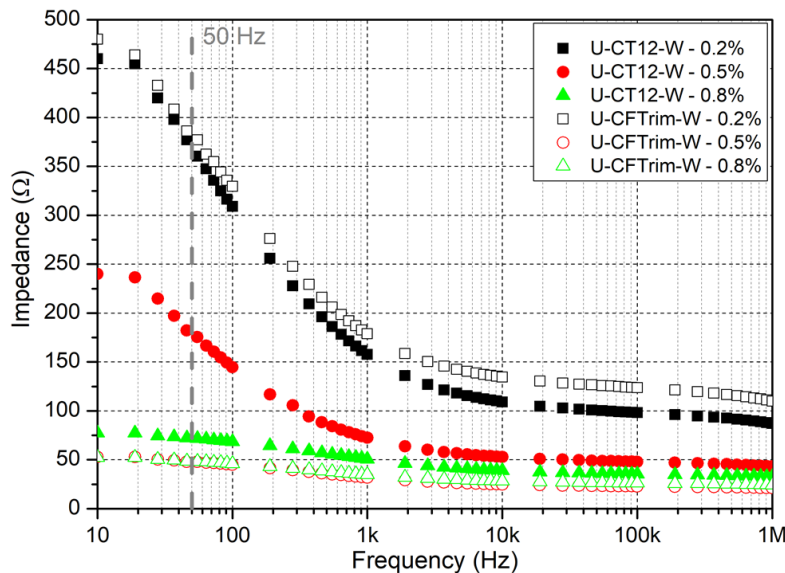 50 Hz
U-CT12-W - 0.2%
U-CT12-W - 0.5%
U-CT12-W - 0.8%
U-CFTrim-W - 0.2%
U-CFTrim-W - 0.5%
U-CFTrim-W - 0.8%
Impedance (Ω)
500
450
400
350
300
250
200
150
100
50
0
10 100 1k 10k 100k 1M
Frequency (Hz)